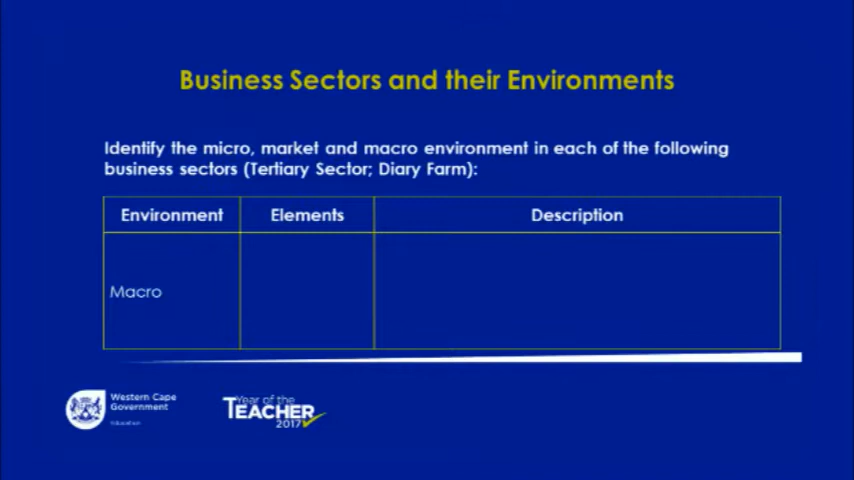 Business Sectors and their Environments
Identify the micro, market and macro environment in each of the following
business sectors (Tertiary Sector; Diary Farm):
Environment Elements Description
Macro
Western Cape
Government
Education
Year of the
TEACHER
2017